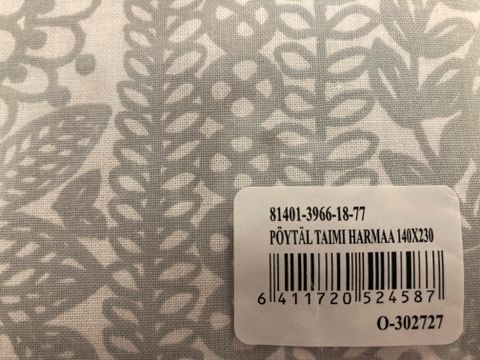 81401-3966-18-77
PÖYTÄL TAIMI HARMAA 140X230
6 411720 524587
O-302727